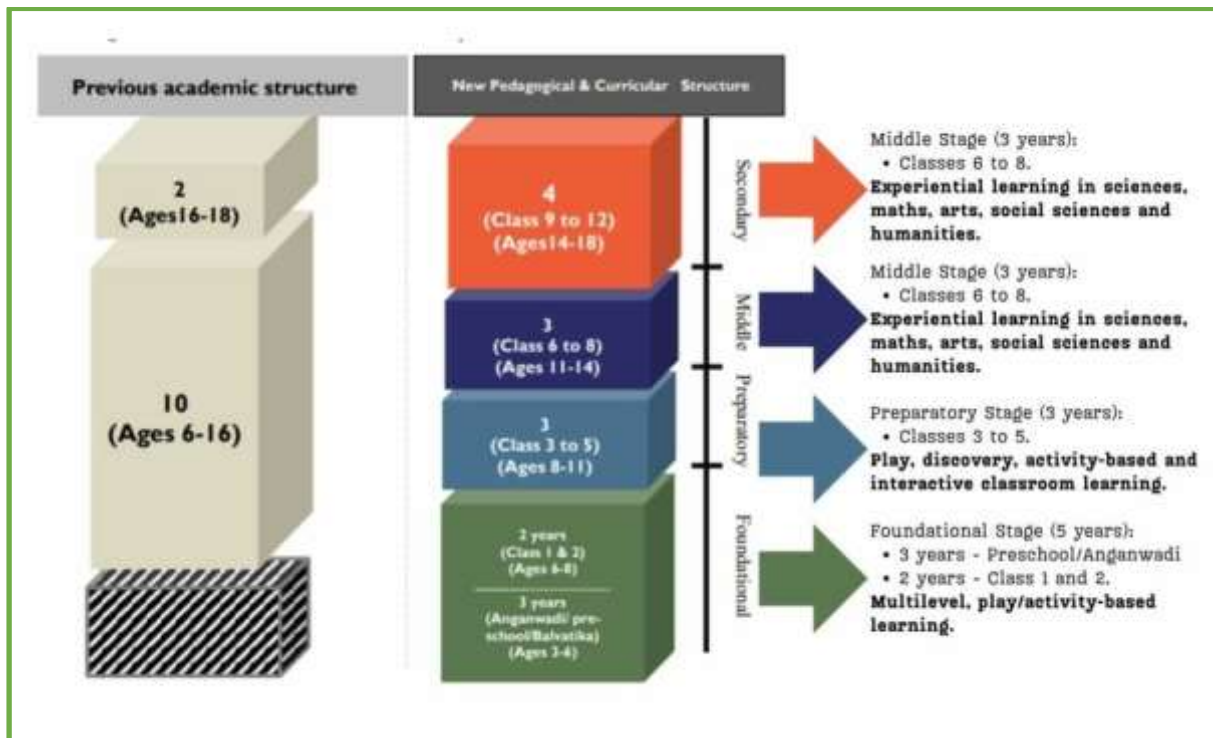 Previous academic structure
New Pedagogical & Curricular Structure
2
(Ages16-18)
10
(Ages 6-16)
4
(Class 9 to 12)
(Ages14-18)
3
(Class 6 to 8)
(Ages 11-14)
3
(Class 3 to 5)
(Ages 8-11)
2 years
(Class 1 & 2)
(Ages 6-8)
3 years
(Anganwadi/ pre-
school/Balvatika)
(Ages 3-6)
Secondary
Middle
Preparatory
Foundational
Middle Stage (3 years):
• Classes 6 to 8.
Experiential learning in sciences,
maths, arts, social sciences and
humanities.
Middle Stage (3 years):
• Classes 6 to 8.
Experiential learning in sciences,
maths, arts, social sciences and
humanities.
Preparatory Stage (3 years):
• Classes 3 to 5.
Play, discovery, activity-based and
interactive classroom learning.
Foundational Stage (5 years):
• 3 years - Preschool/Anganwadi
• 2 years - Class 1 and 2.
Multilevel, play/activity-based
learning.